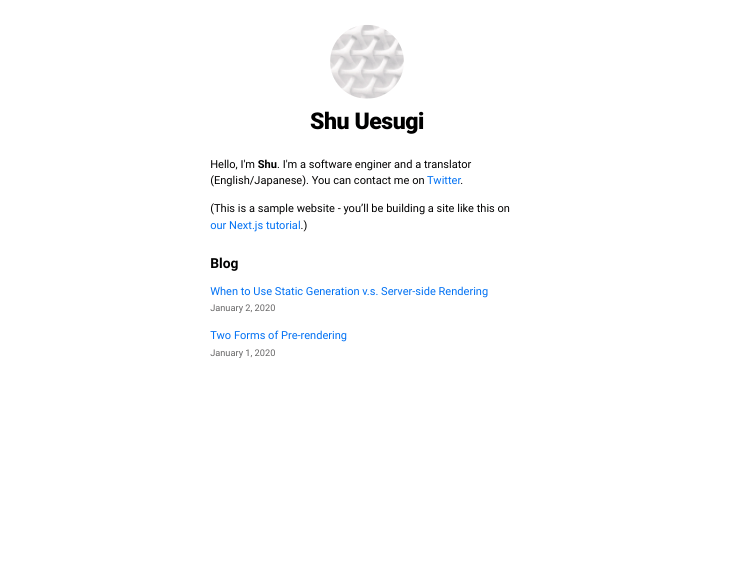 Shu Uesugi
Hello, I'm Shu. I'm a software enginer and a translator
(English/Japanese). You can contact me on Twitter.
(This is a sample website - you’ll be building a site like this on
our Next.js tutorial.)
Blog
When to Use Static Generation v.s. Server-side Rendering
January 2, 2020
Two Forms of Pre-rendering
January 1, 2020